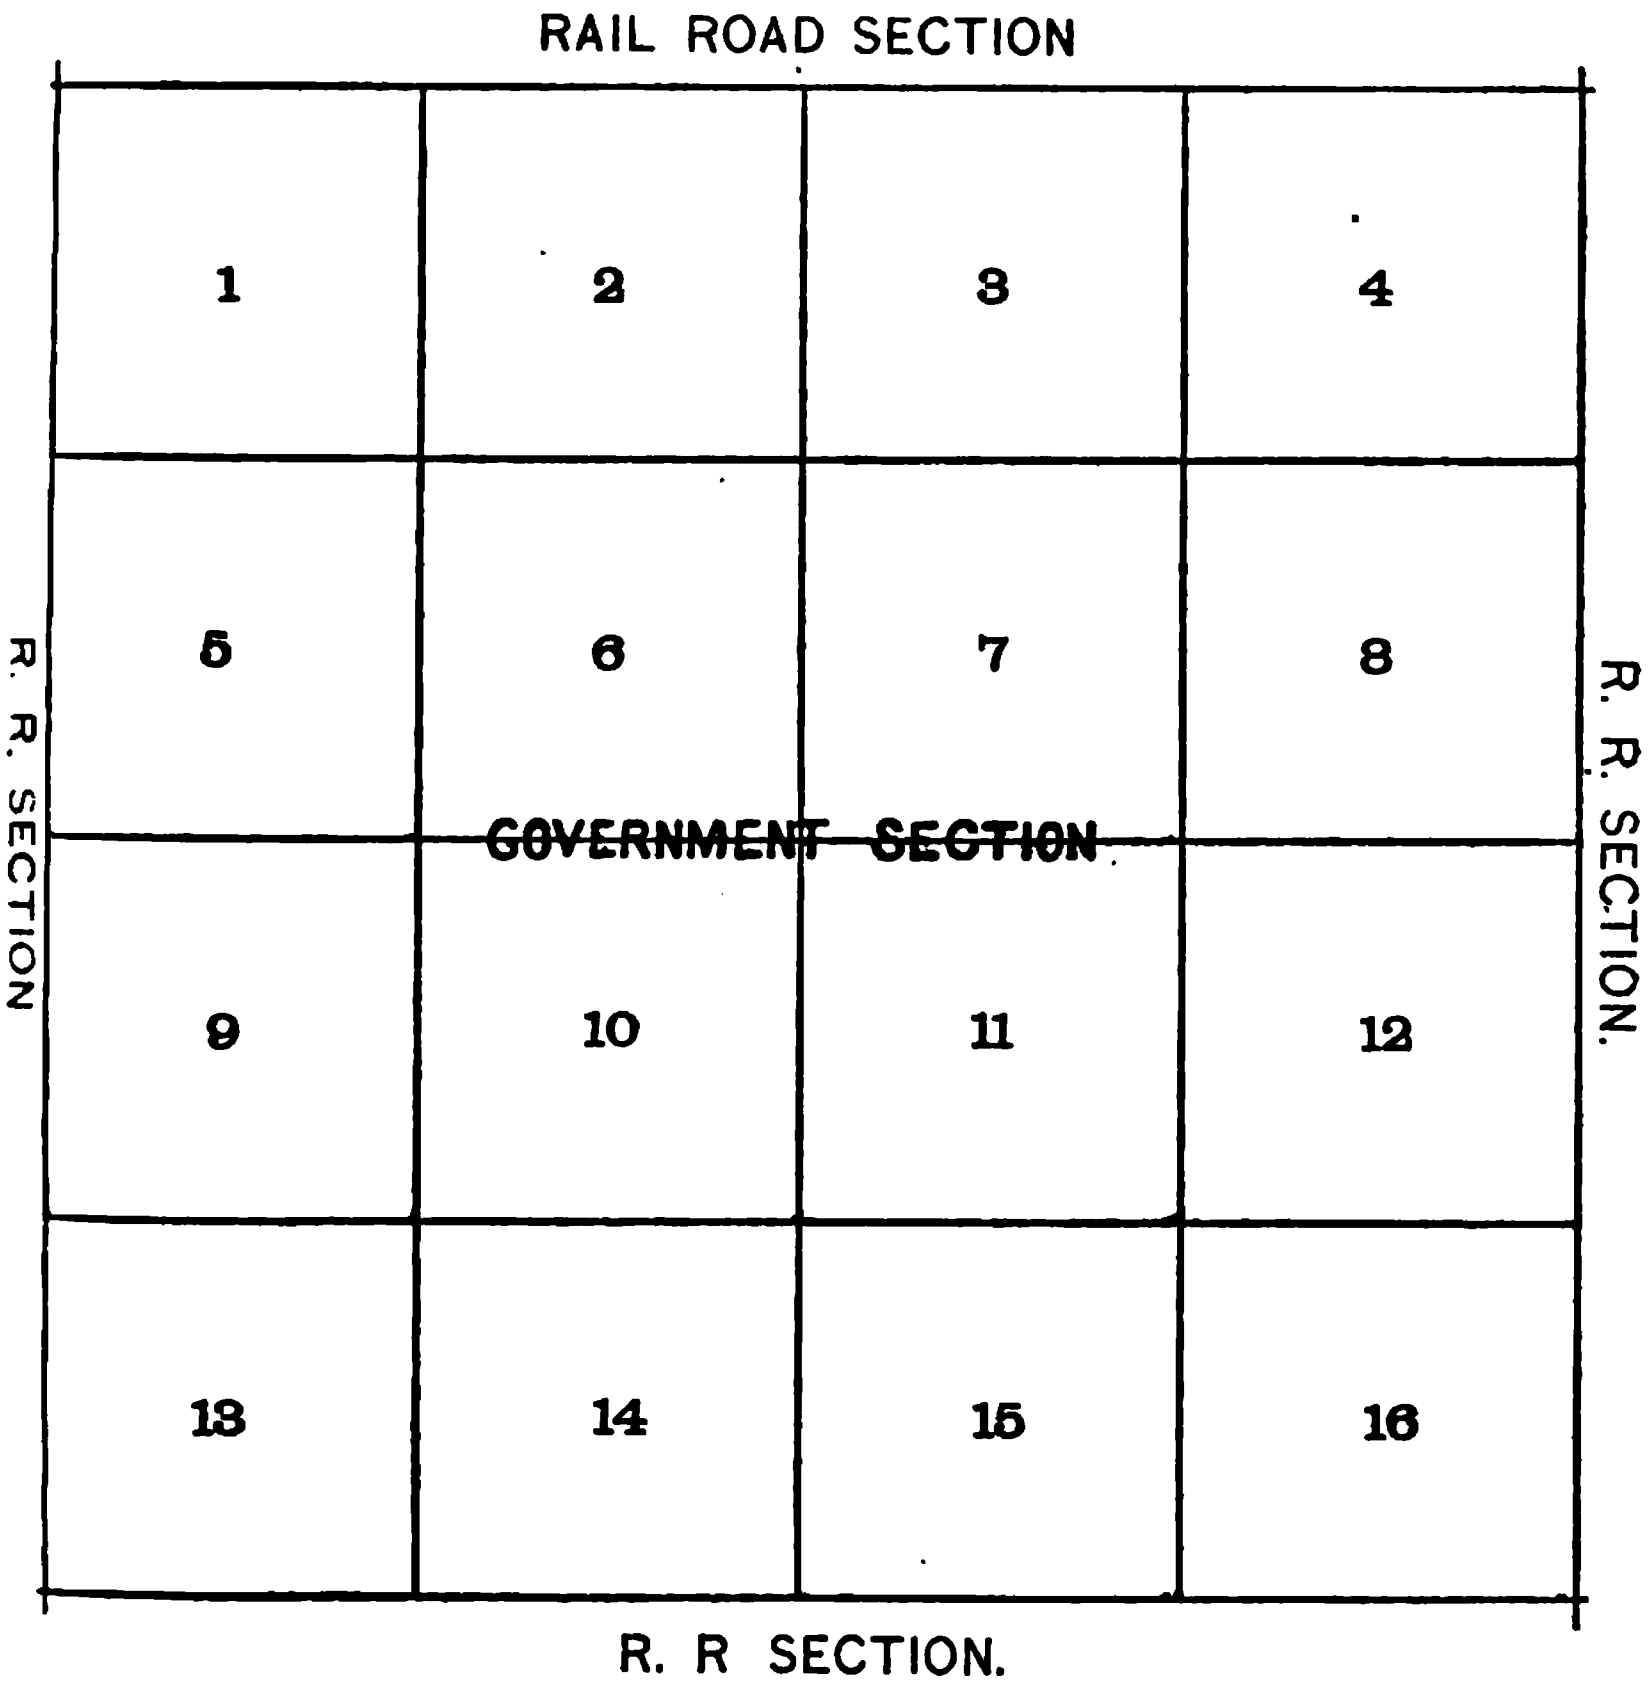 RAIL ROAD SECTION
1 2 3 4
5 6 7 8
R. R. SECTION
GOVERNMENT SECTION
R. R. SECTION.
9 10 11 12
13 14 15 16
R. R SECTION.